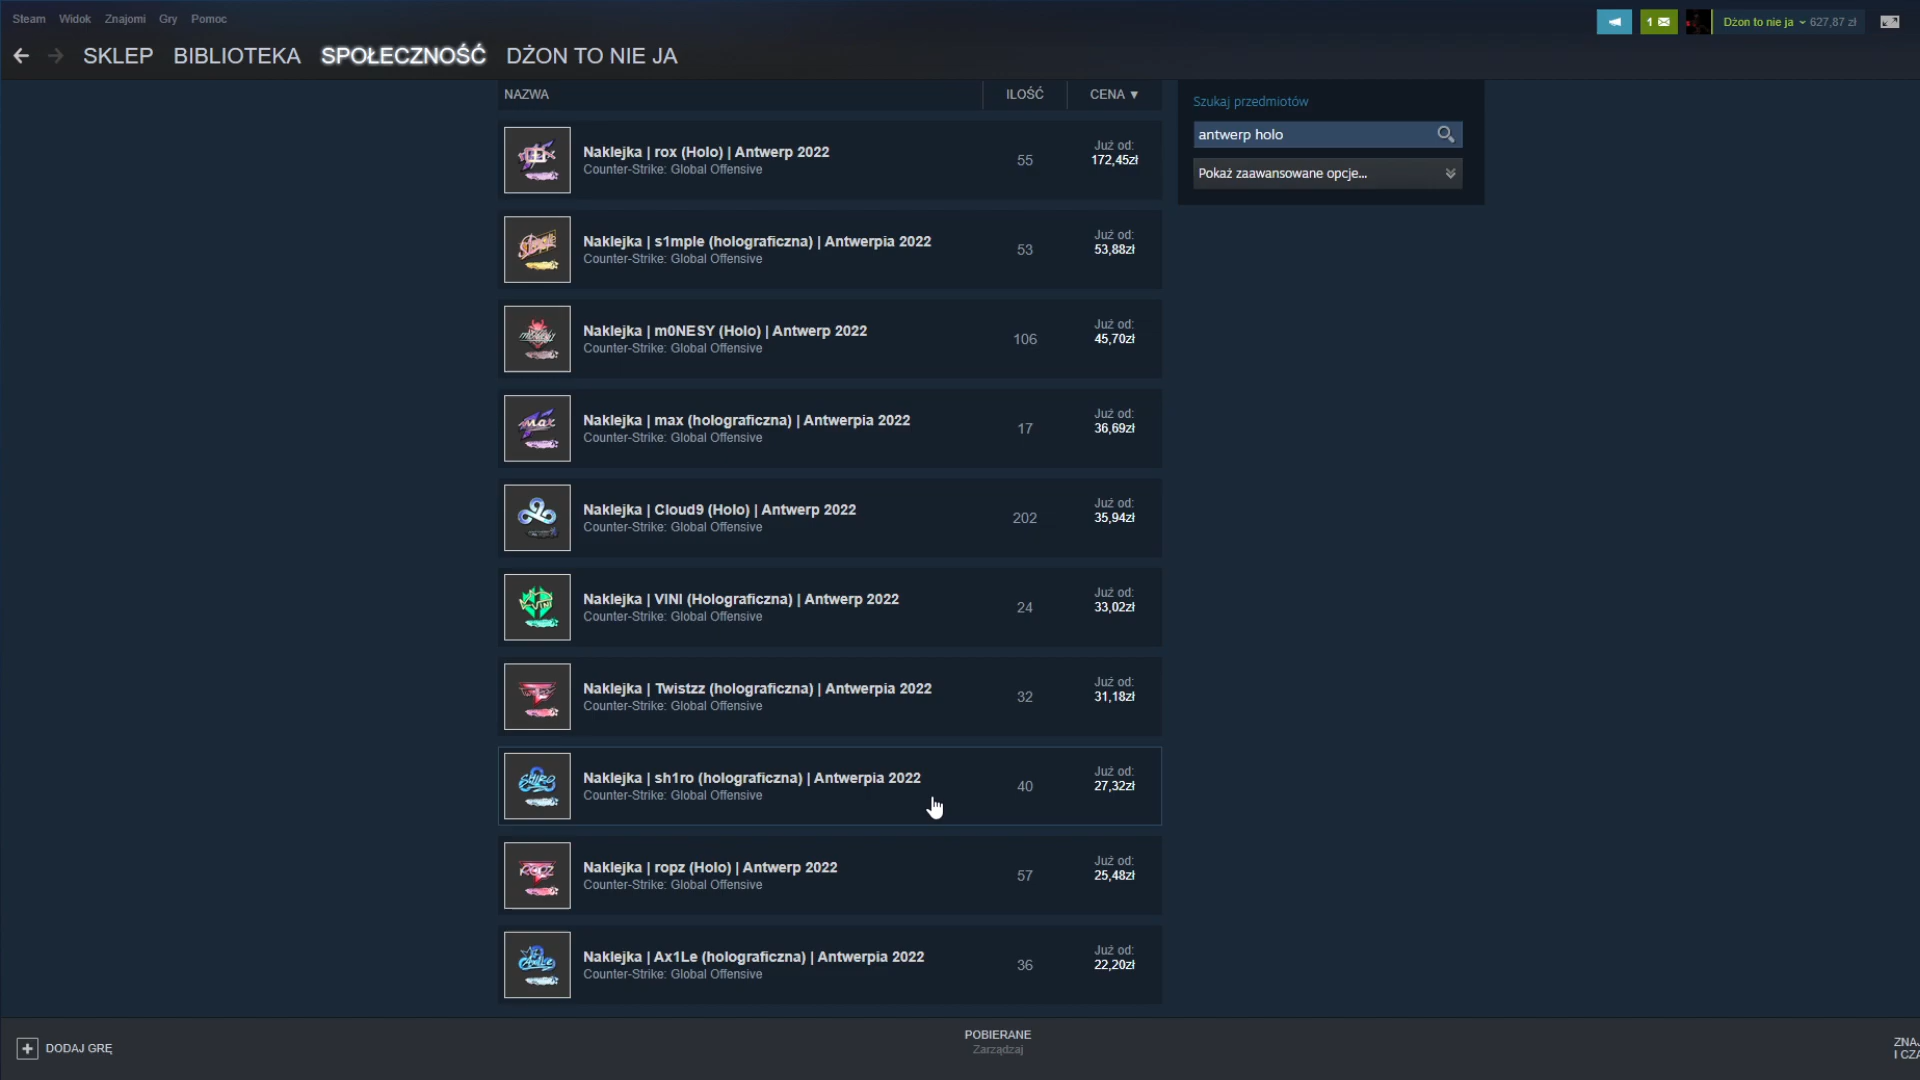 Steam Widok Znajomi Gry Pomoc
1 Dżon to nie ja 627,87 zł
SKLEP BIBLIOTEKA SPOŁECZNOŚĆ DŻON TO NIE JA
NAZWA ILOŚĆ CENA ▼
Szukaj przedmiotów
antwerp holo
Pokaż zaawansowane opcje...
Naklejka | rox (Holo) | Antwerp 2022
Counter-Strike: Global Offensive
55
Już od:
172,45zł
Naklejka | s1mple (holograficzna) | Antwerpia 2022
Counter-Strike: Global Offensive
53
Już od:
53,88zł
Naklejka | m0NESY (Holo) | Antwerp 2022
Counter-Strike: Global Offensive
106
Już od:
45,70zł
Naklejka | max (holograficzna) | Antwerpia 2022
Counter-Strike: Global Offensive
17
Już od:
36,69zł
Naklejka | Cloud9 (Holo) | Antwerp 2022
Counter-Strike: Global Offensive
202
Już od:
35,94zł
Naklejka | VINI (Holograficzna) | Antwerp 2022
Counter-Strike: Global Offensive
24
Już od:
33,02zł
Naklejka | Twistzz (holograficzna) | Antwerpia 2022
Counter-Strike: Global Offensive
32
Już od:
31,18zł
Naklejka | sh1ro (holograficzna) | Antwerpia 2022
Counter-Strike: Global Offensive
40
Już od:
27,32zł
Naklejka | ropz (Holo) | Antwerp 2022
Counter-Strike: Global Offensive
57
Już od:
25,48zł
Naklejka | Ax1Le (holograficzna) | Antwerpia 2022
Counter-Strike: Global Offensive
36
Już od:
22,20zł
DODAJ GRĘ
POBIERANE
Zarządzaj
ZNAJ
I CZA